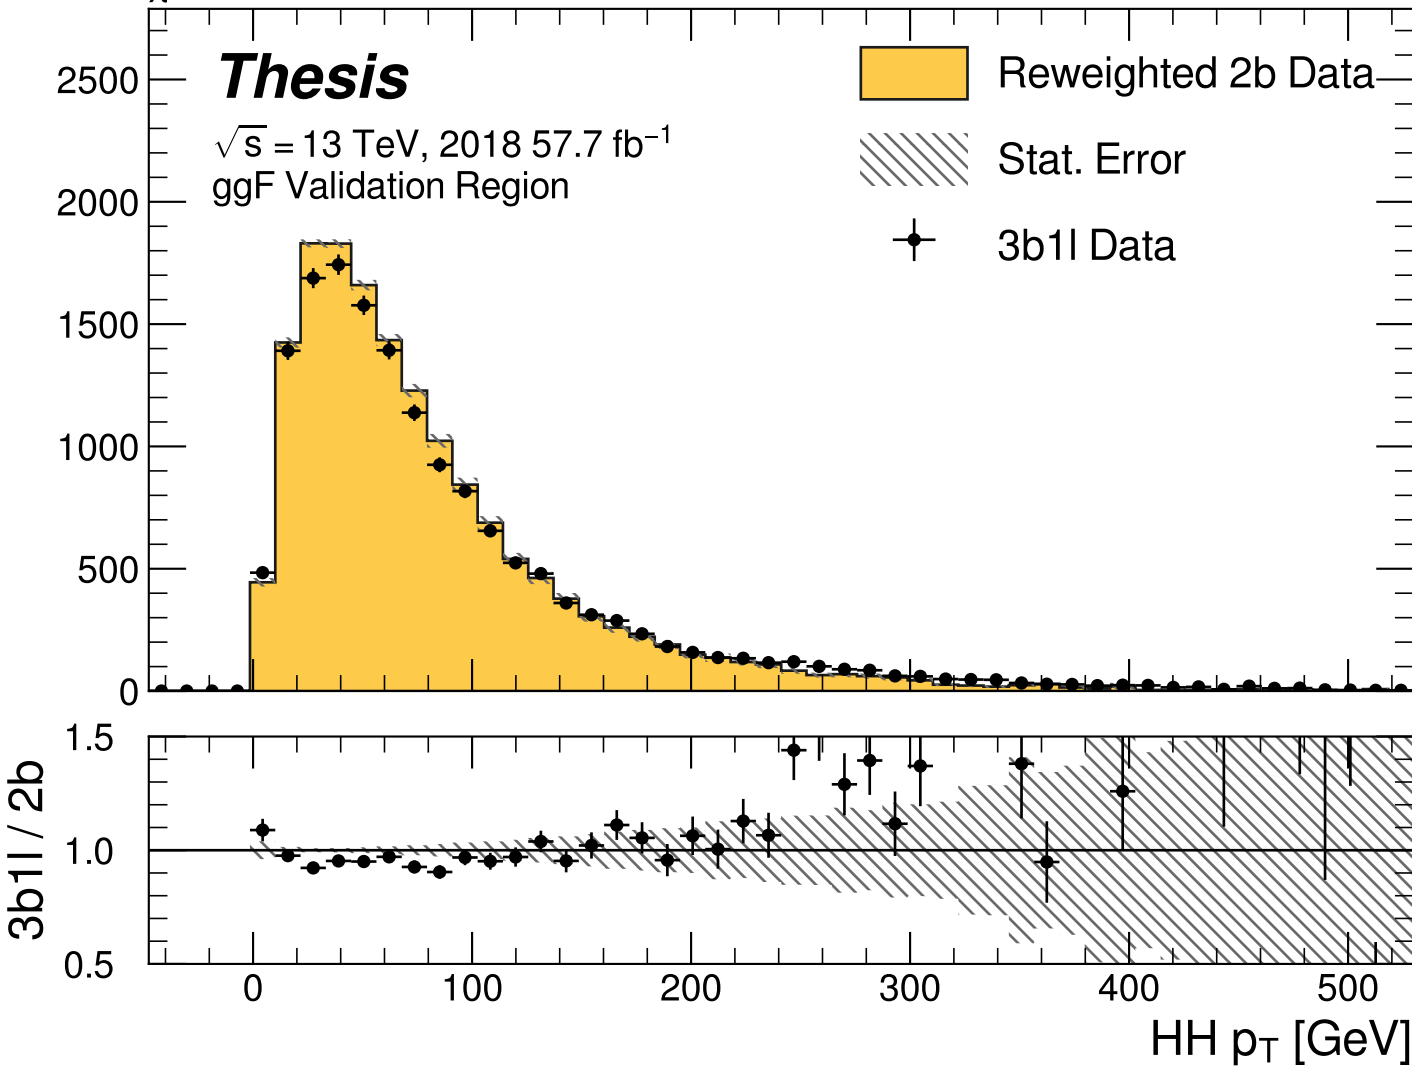 Thesis
√s = 13 TeV, 2018 57.7 fb⁻¹
ggF Validation Region
Reweighted 2b Data
Stat. Error
3b1l Data
2500
2000
1500
1000
500
0
3b1l / 2b
1.5
1.0
0.5
0 100 200 300 400 500
HH p_T [GeV]